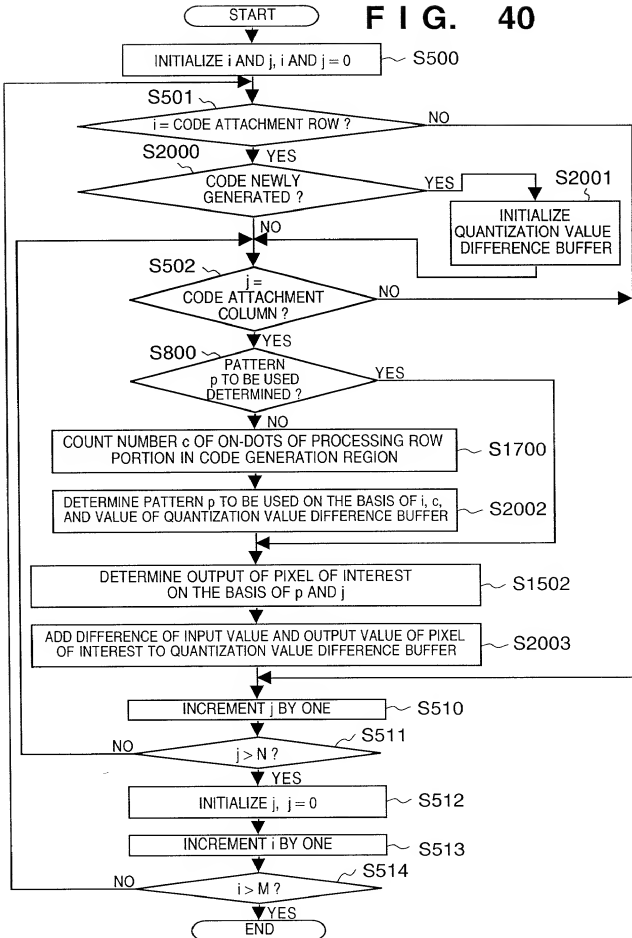 START
FIG. 40
INITIALIZE i AND j, i AND j = 0
S500
S501
i = CODE ATTACHMENT ROW ?
NO
YES
S2000
CODE NEWLY
GENERATED ?
YES
S2001
INITIALIZE
QUANTIZATION VALUE
DIFFERENCE BUFFER
NO
S502
j =
CODE ATTACHMENT
COLUMN ?
NO
YES
S800
PATTERN
p TO BE USED
DETERMINED ?
YES
NO
COUNT NUMBER c OF ON-DOTS OF PROCESSING ROW
PORTION IN CODE GENERATION REGION
S1700
DETERMINE PATTERN p TO BE USED ON THE BASIS OF i, c,
AND VALUE OF QUANTIZATION VALUE DIFFERENCE BUFFER
S2002
DETERMINE OUTPUT OF PIXEL OF INTEREST
ON THE BASIS OF p AND j
S1502
ADD DIFFERENCE OF INPUT VALUE AND OUTPUT VALUE OF PIXEL
OF INTEREST TO QUANTIZATION VALUE DIFFERENCE BUFFER
S2003
INCREMENT j BY ONE
S510
S511
NO
j > N ?
YES
INITIALIZE j, j = 0
S512
INCREMENT i BY ONE
S513
S514
NO
i > M ?
YES
END